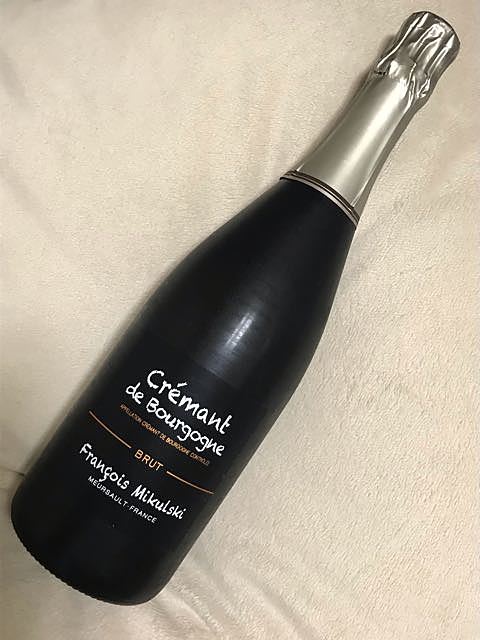 Crémant
de Bourgogne
APPELLATION CRÉMANT DE BOURGOGNE CONTRÔLÉE
BRUT
François Mikulski
MEURSAULT-FRANCE